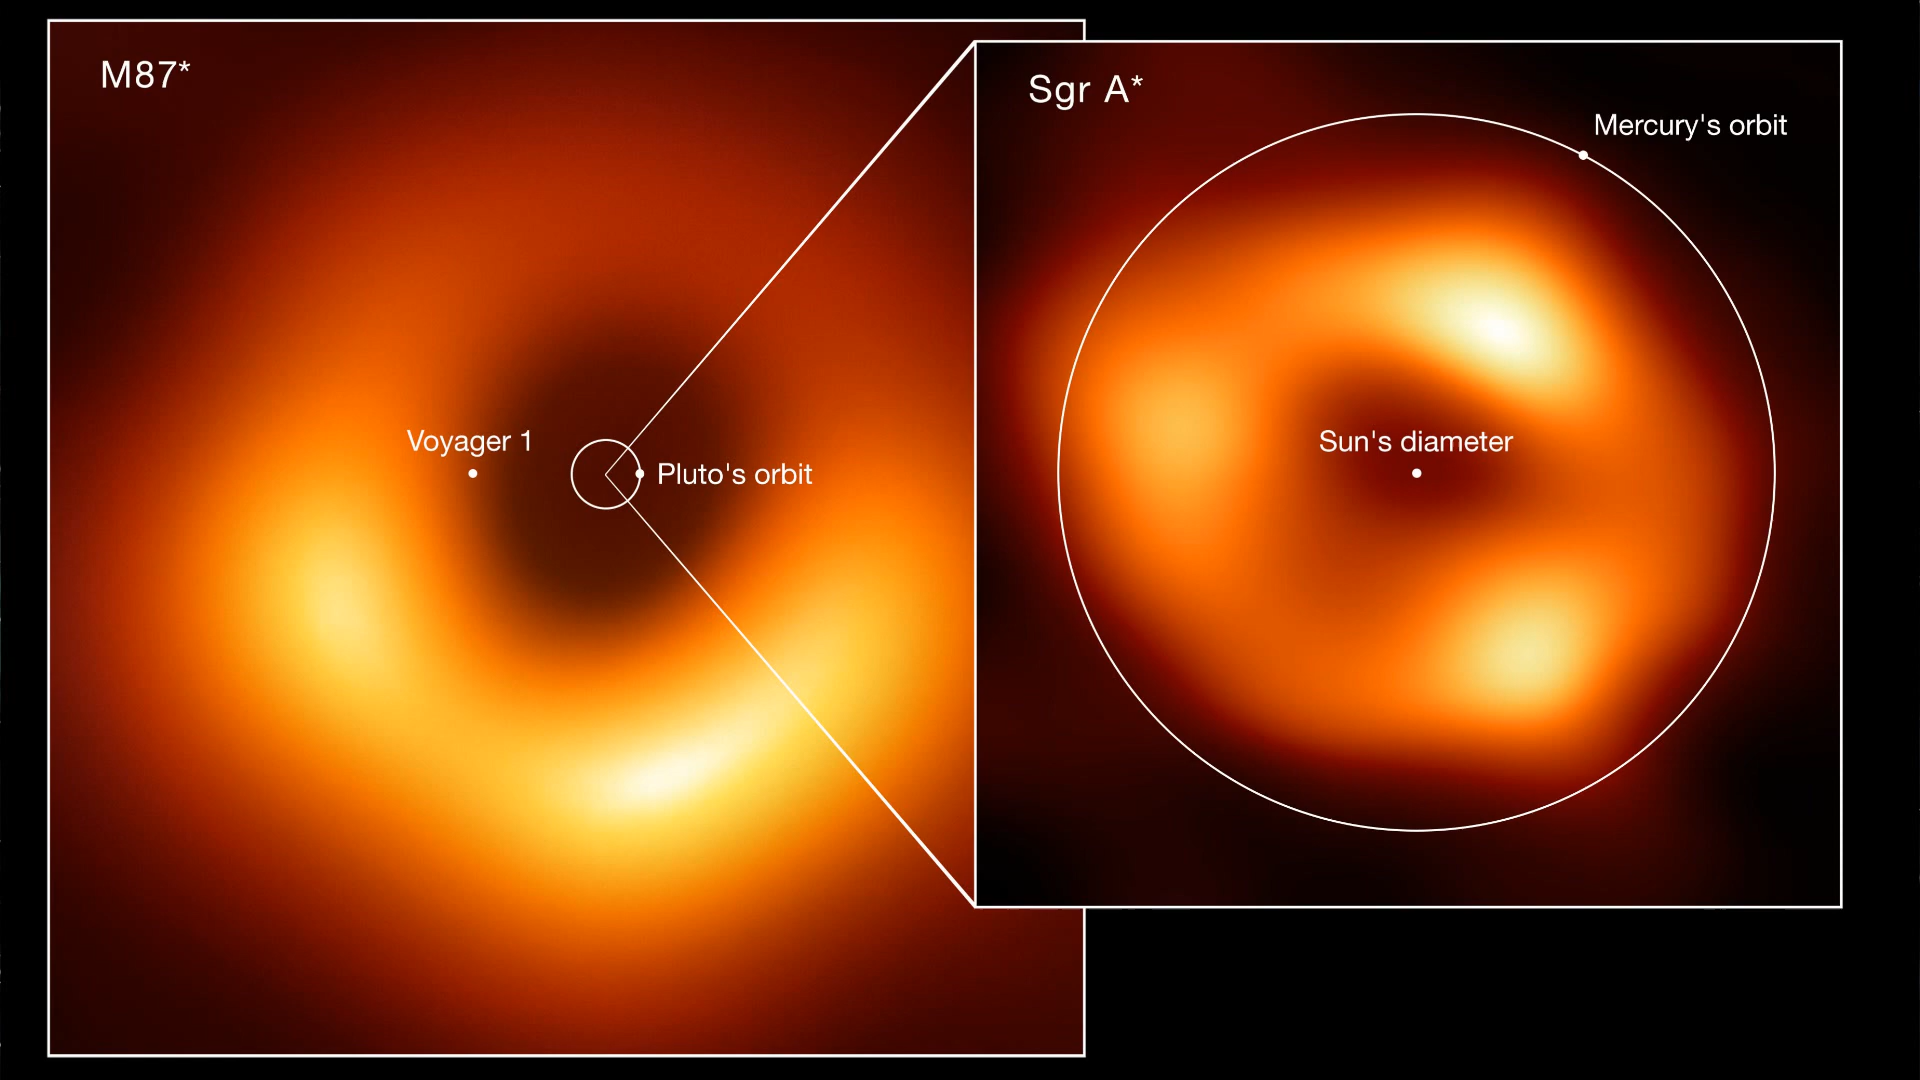 M87*
Voyager 1
Pluto's orbit
Sgr A*
Mercury's orbit
Sun's diameter